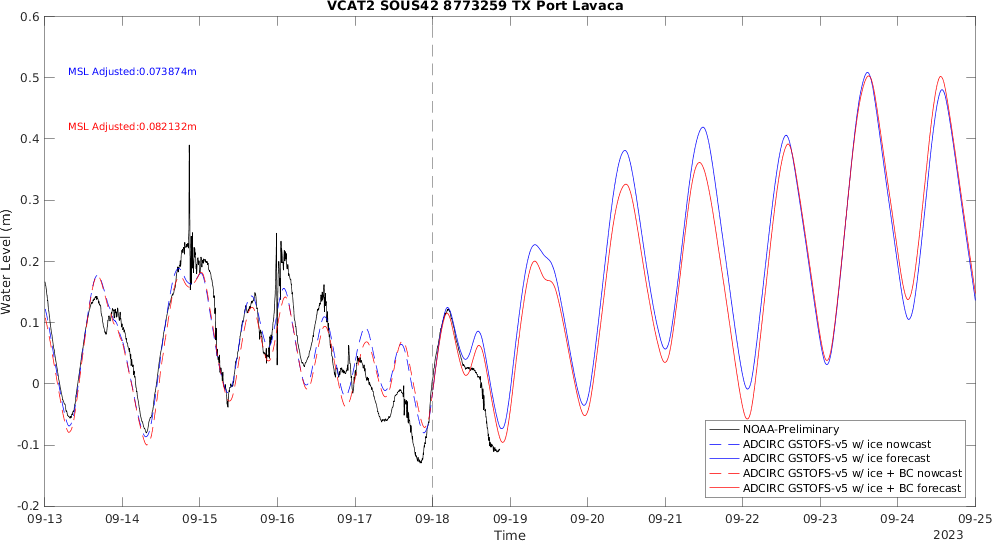 VCAT2 SOUS42 8773259 TX Port Lavaca
0.6
0.5
0.4
0.3
0.2
0.1
0
-0.1
-0.2
Water Level (m)
MSL Adjusted:0.073874m
MSL Adjusted:0.082132m
NOAA-Preliminary
ADCIRC GSTOFS-v5 w/ ice nowcast
ADCIRC GSTOFS-v5 w/ ice forecast
ADCIRC GSTOFS-v5 w/ ice + BC nowcast
ADCIRC GSTOFS-v5 w/ ice + BC forecast
09-13 09-14 09-15 09-16 09-17 09-18 09-19 09-20 09-21 09-22 09-23 09-24 09-25
Time
2023